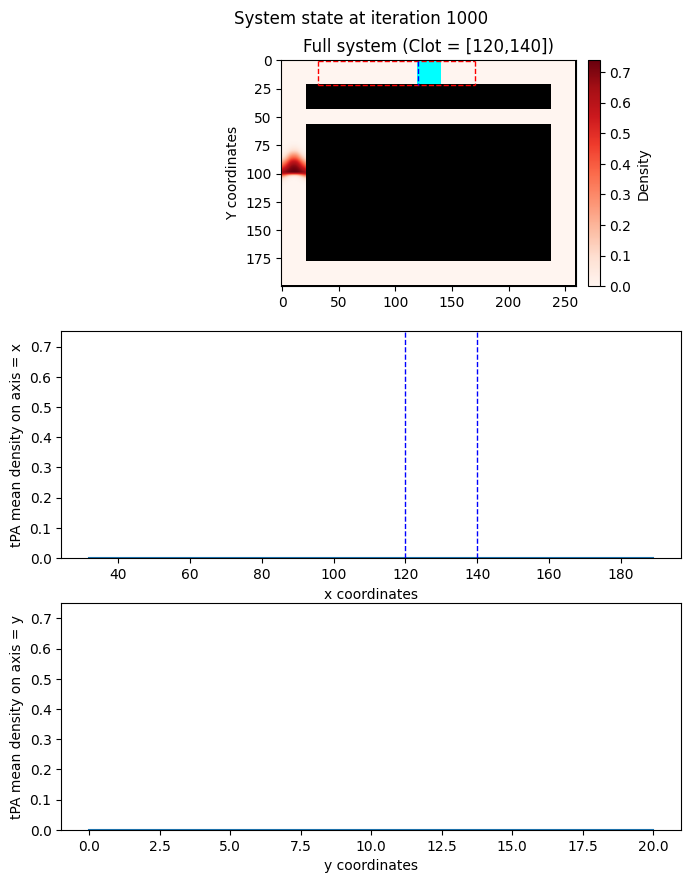 System state at iteration 1000
Full system (Clot = [120,140])
0
25
50
75
100
125
150
175
Y coordinates
0 50 100 150 200 250
0.7
0.6
0.5
0.4
0.3
0.2
0.1
0.0
Density
0.7
0.6
0.5
0.4
0.3
0.2
0.1
0.0
tPA mean density on axis = x
40 60 80 100 120 140 160 180
x coordinates
0.7
0.6
0.5
0.4
0.3
0.2
0.1
0.0
tPA mean density on axis = y
0.0 2.5 5.0 7.5 10.0 12.5 15.0 17.5 20.0
y coordinates